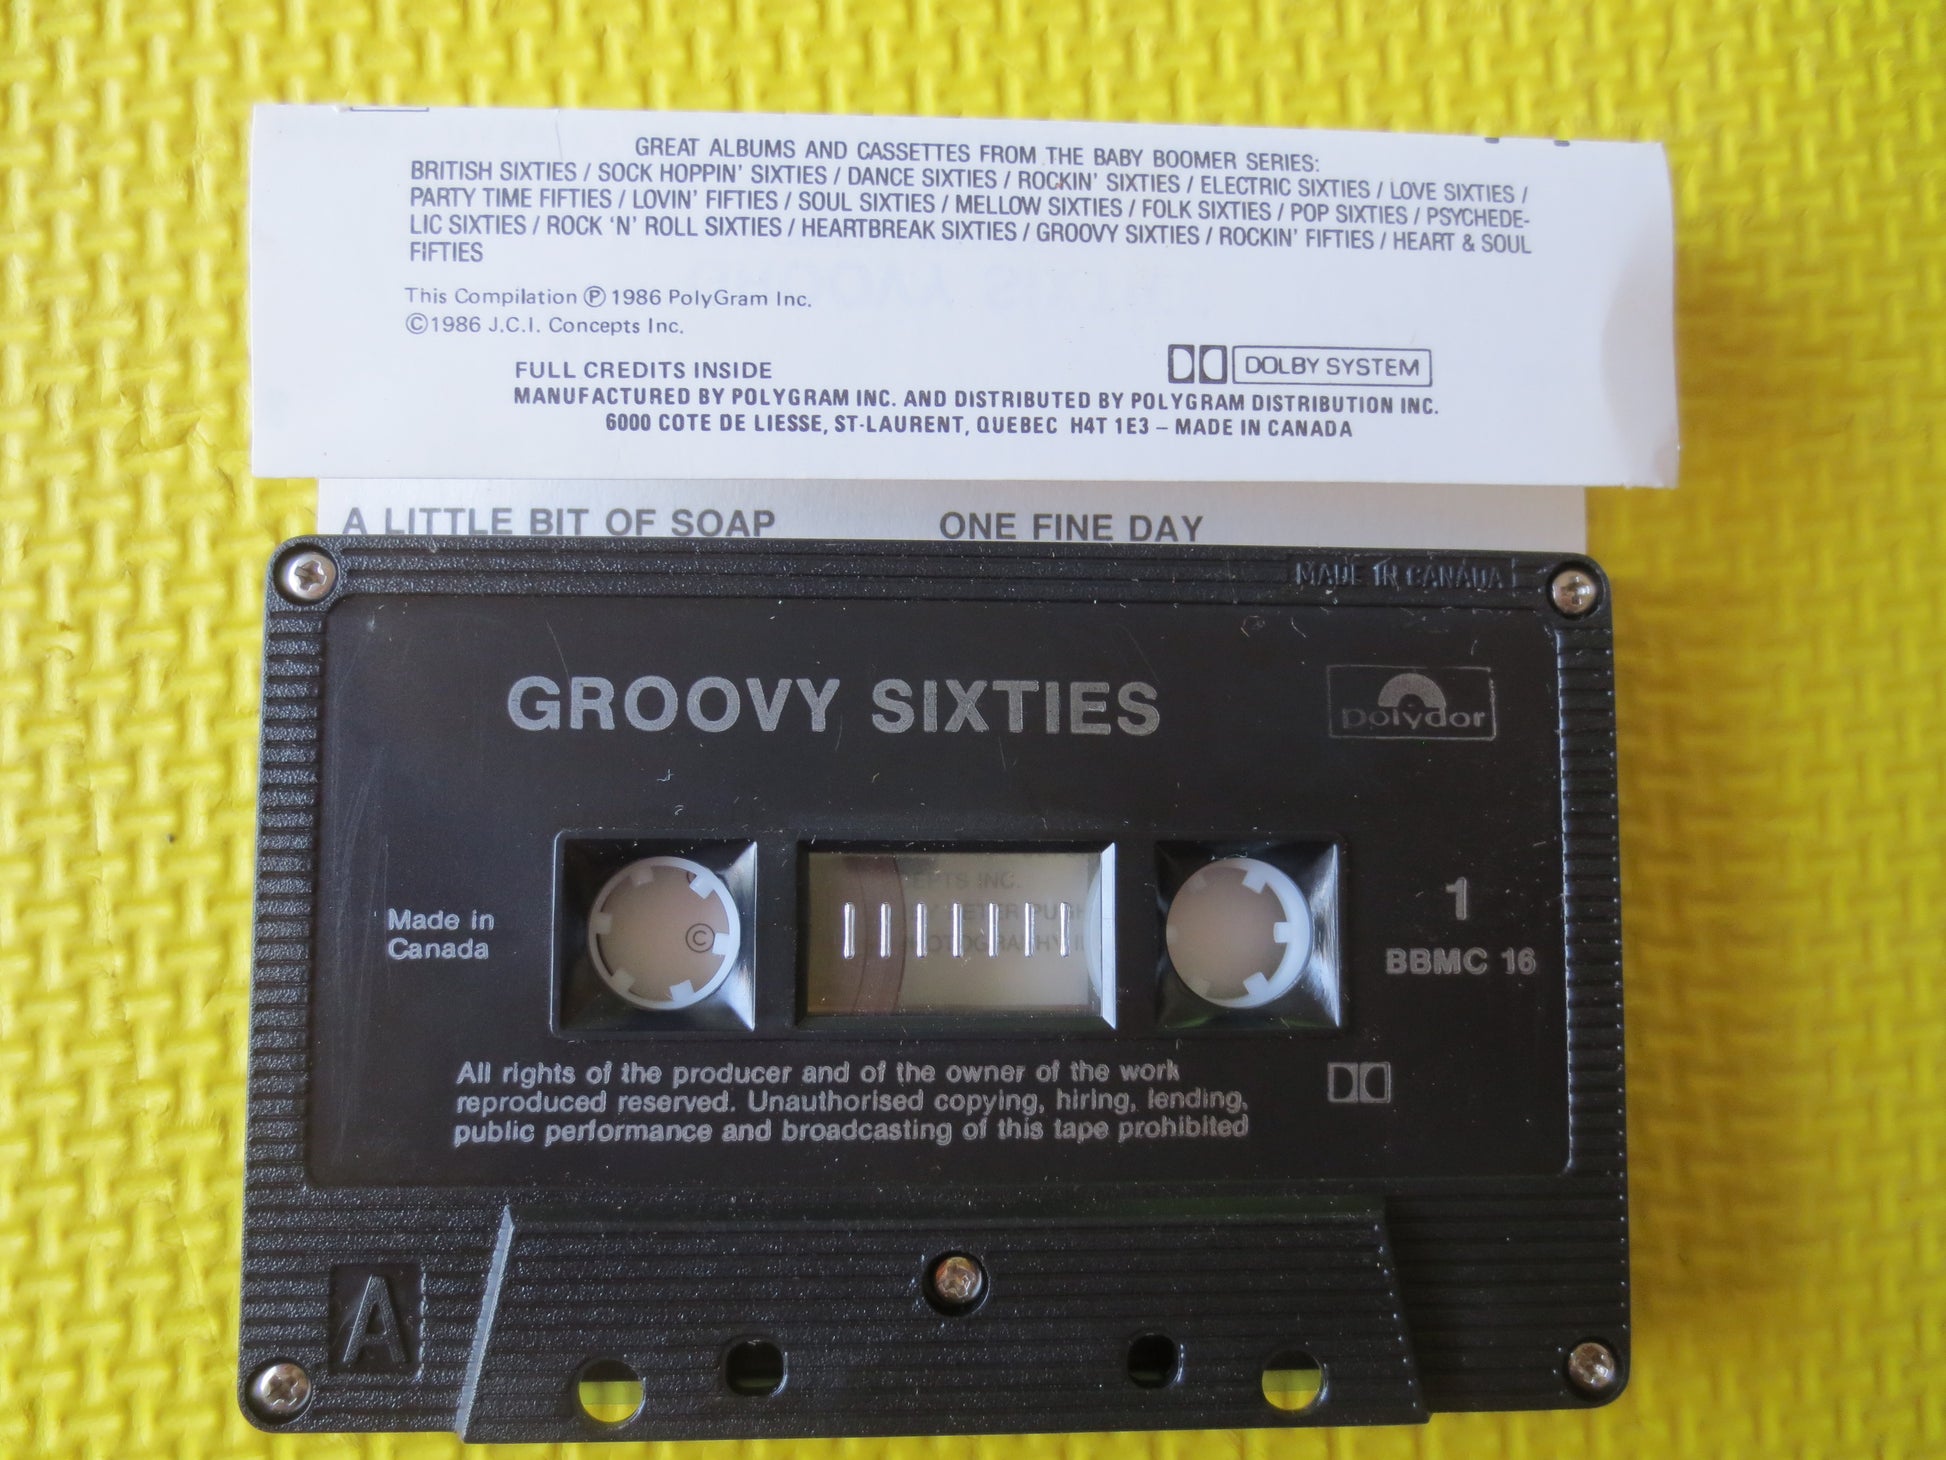 GREAT ALBUMS AND CASSETTES FROM THE BABY BOOMER SERIES:
BRITISH SIXTIES / SOCK HOPPIN' SIXTIES / DANCE SIXTIES / ROCKIN' SIXTIES / ELECTRIC SIXTIES / LOVE SIXTIES /
PARTY TIME FIFTIES / LOVIN' FIFTIES / SOUL SIXTIES / MELLOW SIXTIES / FOLK SIXTIES / POP SIXTIES / PSYCHEDE-
LIC SIXTIES / ROCK 'N' ROLL SIXTIES / HEARTBREAK SIXTIES / GROOVY SIXTIES / ROCKIN' FIFTIES / HEART & SOUL
FIFTIES
This Compilation ℗ 1986 PolyGram Inc.
©1986 J.C.I. Concepts Inc.
FULL CREDITS INSIDE
DOLBY SYSTEM
MANUFACTURED BY POLYGRAM INC. AND DISTRIBUTED BY POLYGRAM DISTRIBUTION INC.
6000 COTE DE LIESSE, ST-LAURENT, QUEBEC H4T 1E3 – MADE IN CANADA
A LITTLE BIT OF SOAP ONE FINE DAY
MADE IN CANADA
GROOVY SIXTIES
polydor
Made in
Canada
©
EPTS INC.
1
BBMC 16
All rights of the producer and of the owner of the work
reproduced reserved. Unauthorised copying, hiring, lending,
public performance and broadcasting of this tape prohibited
A